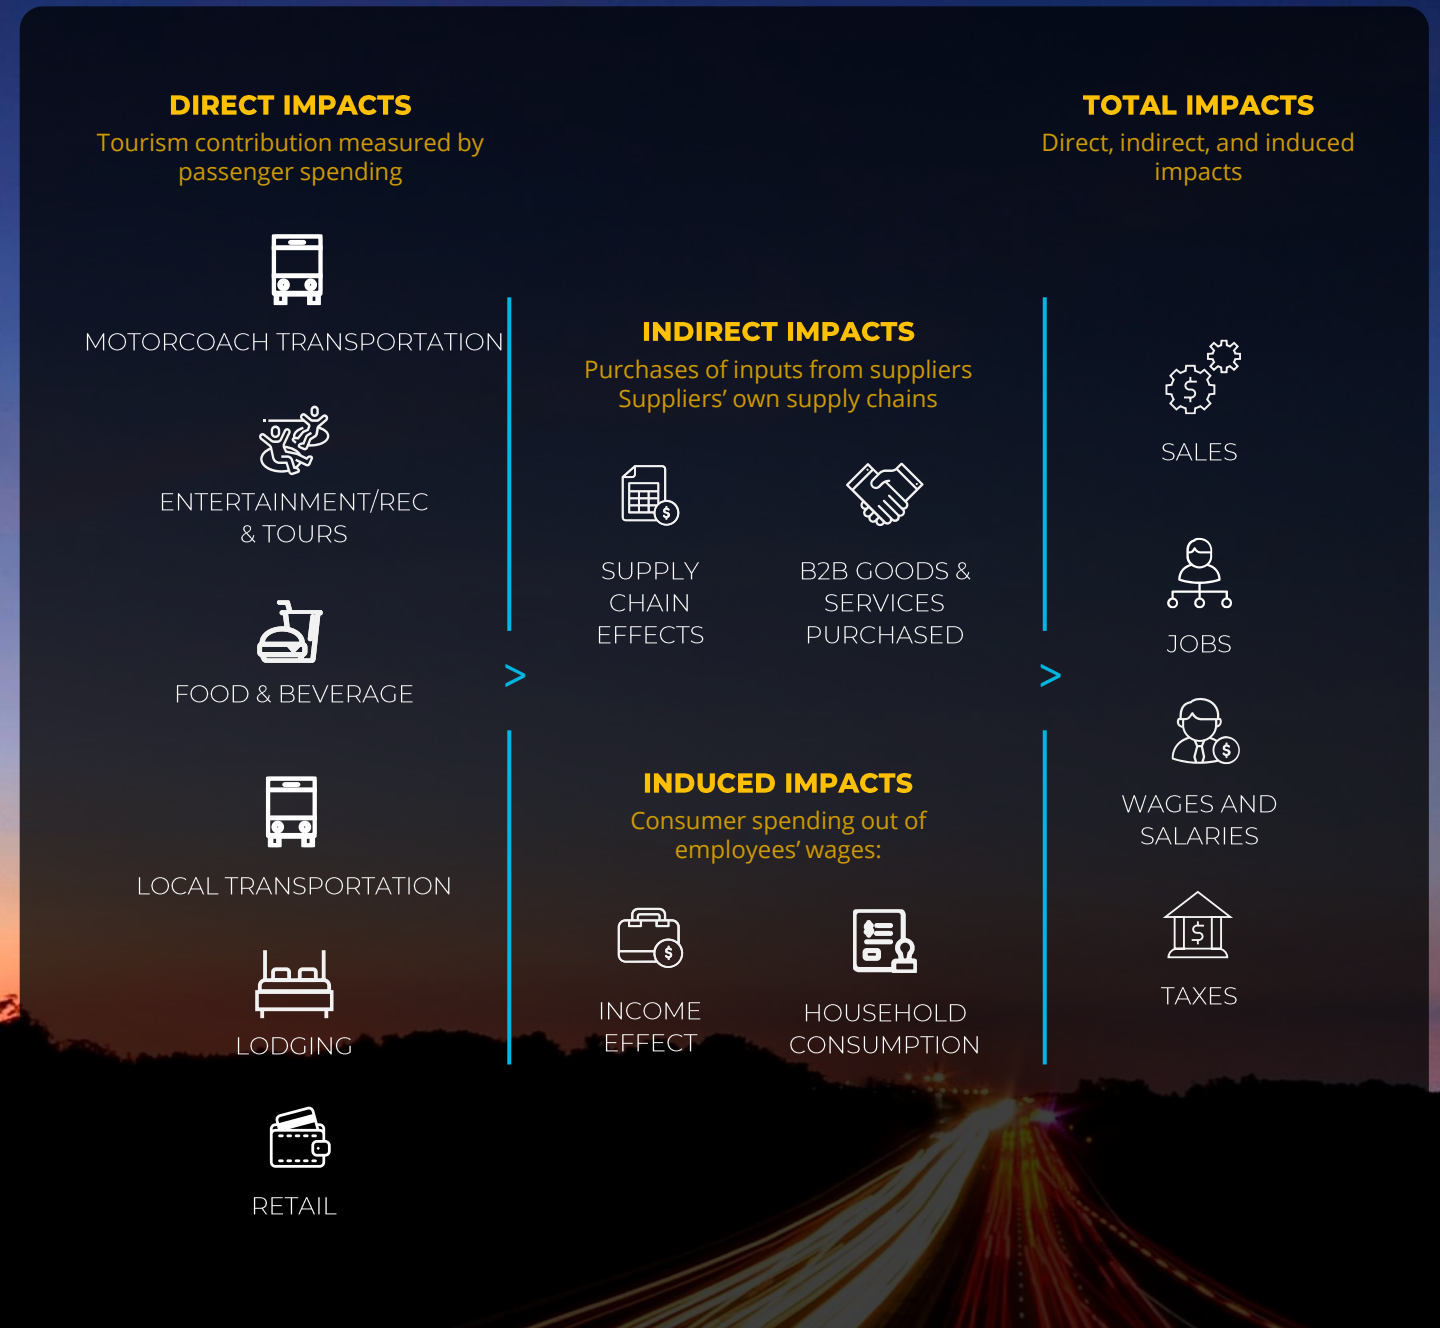 DIRECT IMPACTS
Tourism contribution measured by
passenger spending
MOTORCOACH TRANSPORTATION
ENTERTAINMENT/REC
& TOURS
FOOD & BEVERAGE
LOCAL TRANSPORTATION
LODGING
RETAIL
>
INDIRECT IMPACTS
Purchases of inputs from suppliers
Suppliers’ own supply chains
$
SUPPLY
CHAIN
EFFECTS
B2B GOODS &
SERVICES
PURCHASED
INDUCED IMPACTS
Consumer spending out of
employees’ wages:
$
INCOME
EFFECT
$
HOUSEHOLD
CONSUMPTION
>
TOTAL IMPACTS
Direct, indirect, and induced
impacts
$
SALES
JOBS
$
WAGES AND
SALARIES
$
TAXES